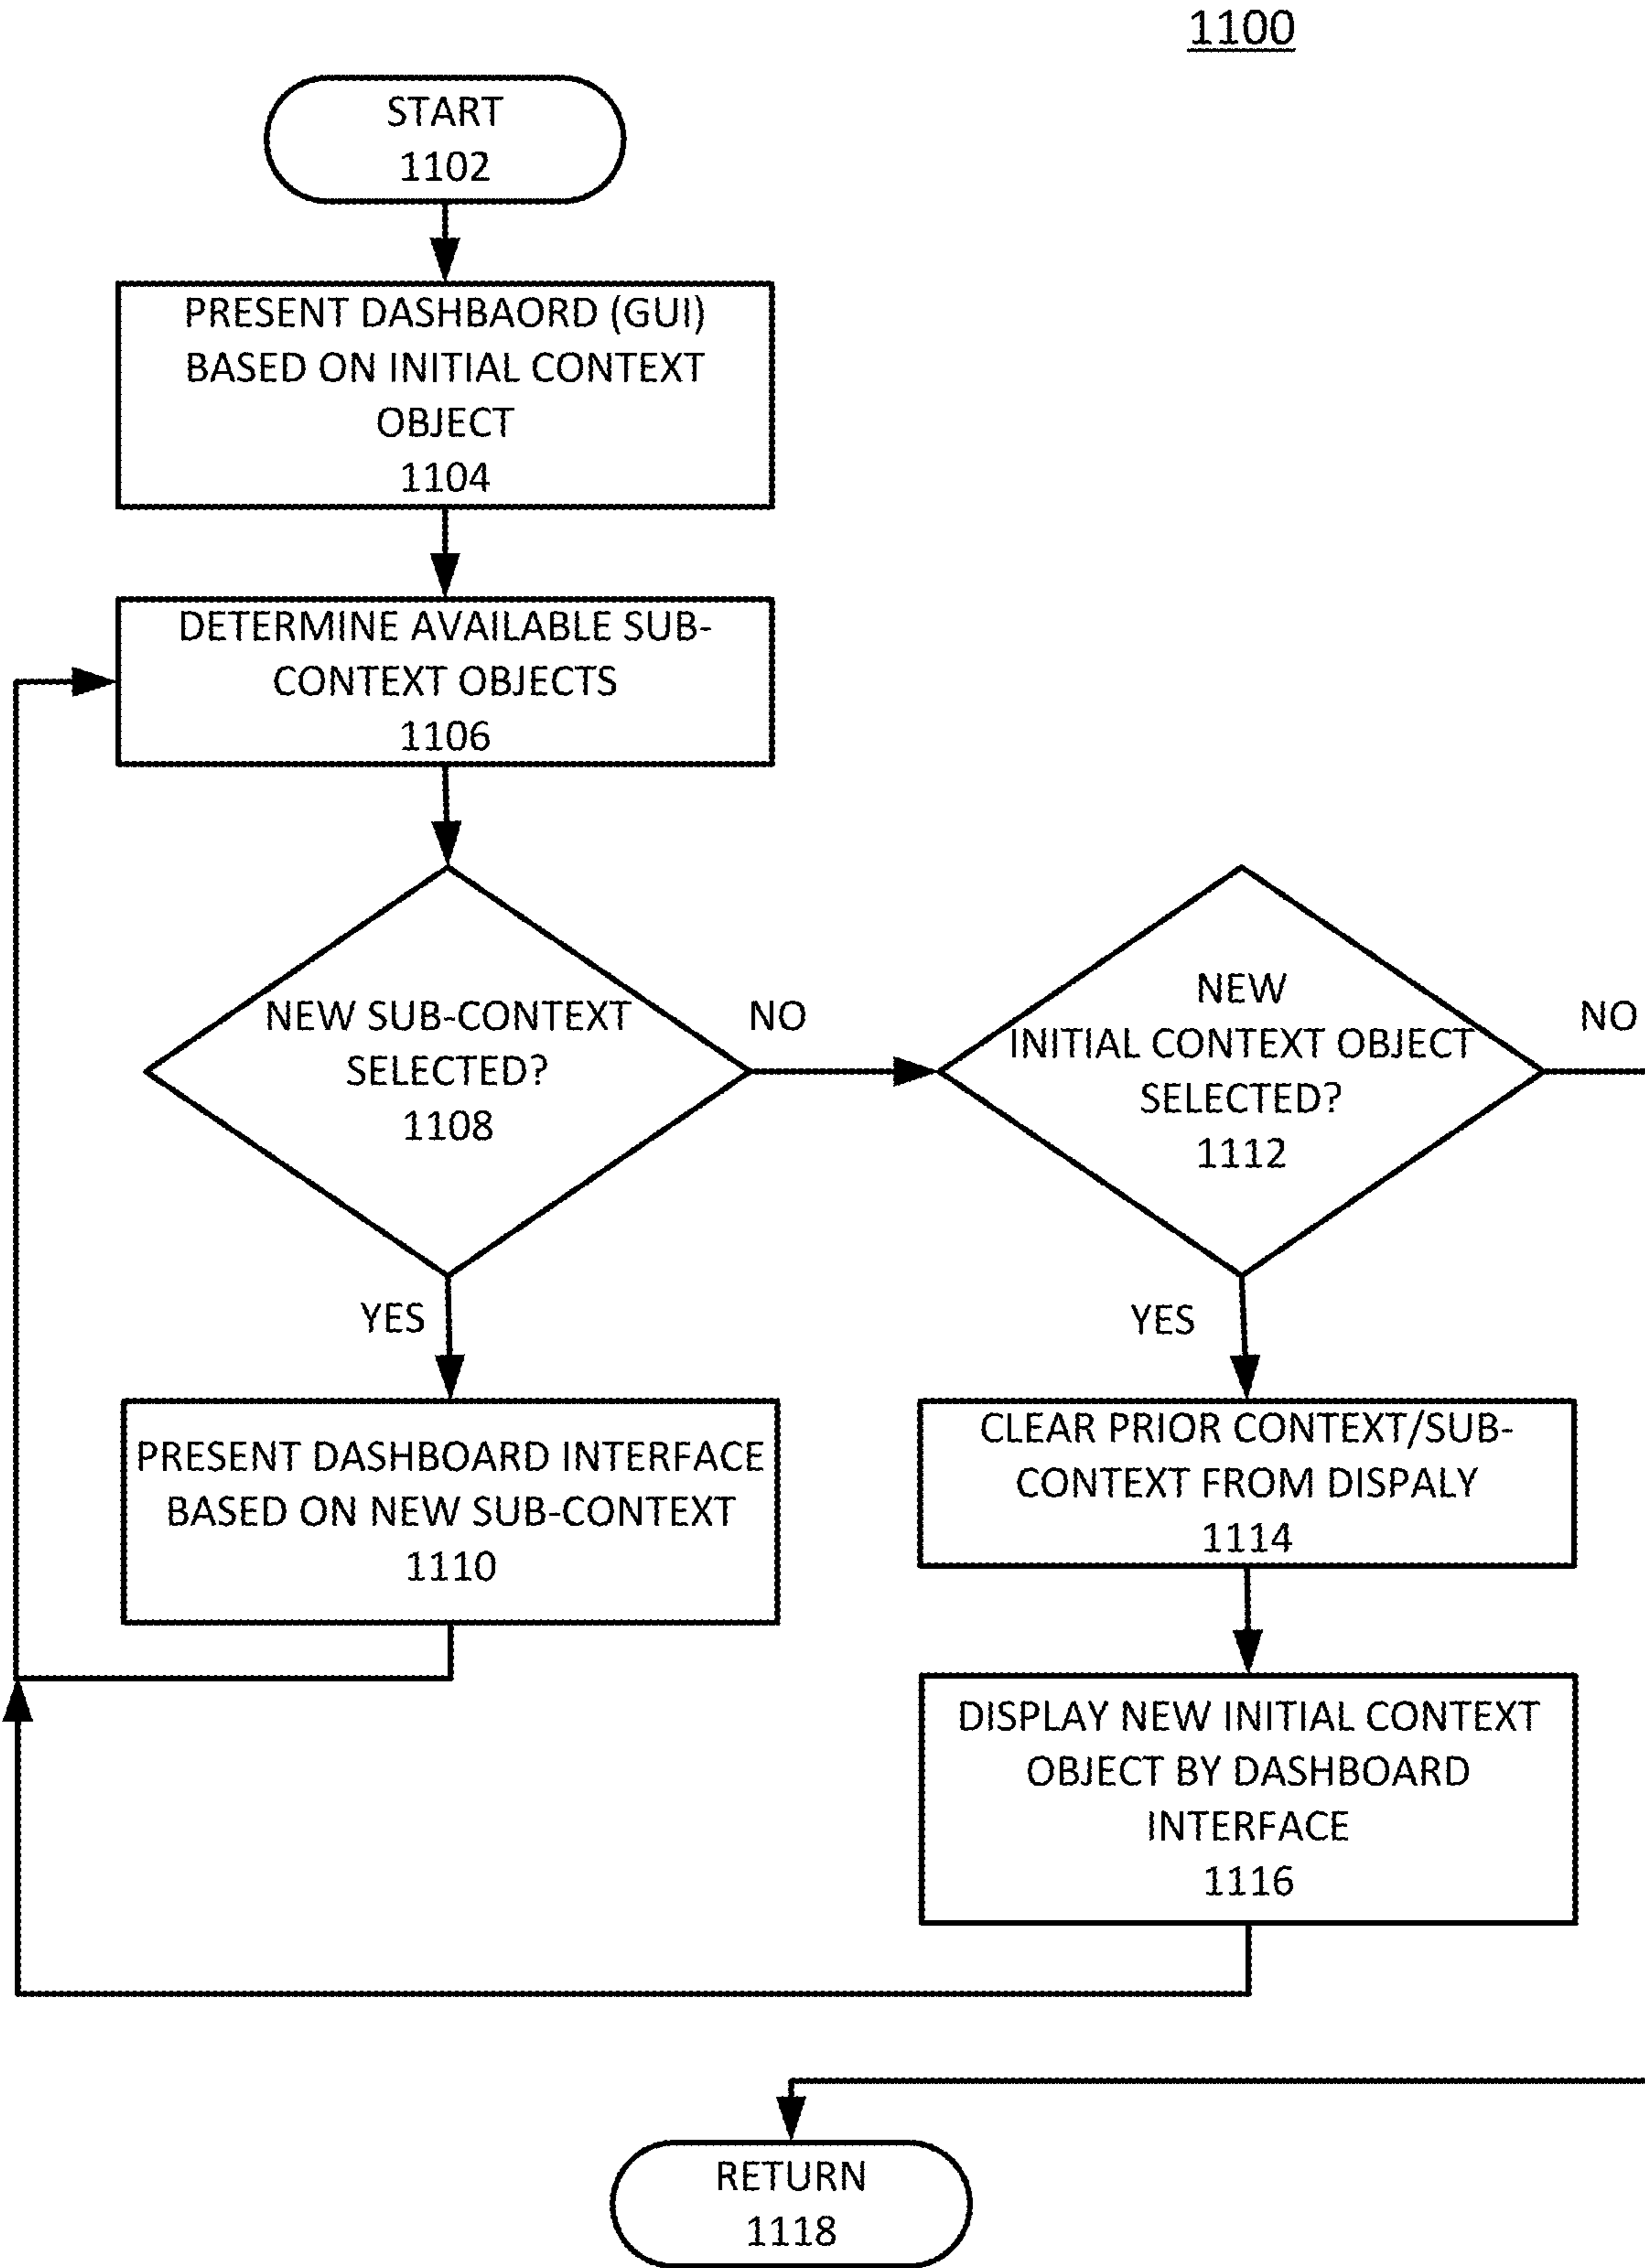 1100
START
1102
PRESENT DASHBAORD (GUI)
BASED ON INITIAL CONTEXT
OBJECT
1104
DETERMINE AVAILABLE SUB-
CONTEXT OBJECTS
1106
NEW SUB-CONTEXT
SELECTED?
1108
NO
NEW
INITIAL CONTEXT OBJECT
SELECTED?
1112
NO
YES
YES
PRESENT DASHBOARD INTERFACE
BASED ON NEW SUB-CONTEXT
1110
CLEAR PRIOR CONTEXT/SUB-
CONTEXT FROM DISPALY
1114
DISPLAY NEW INITIAL CONTEXT
OBJECT BY DASHBOARD
INTERFACE
1116
RETURN
1118